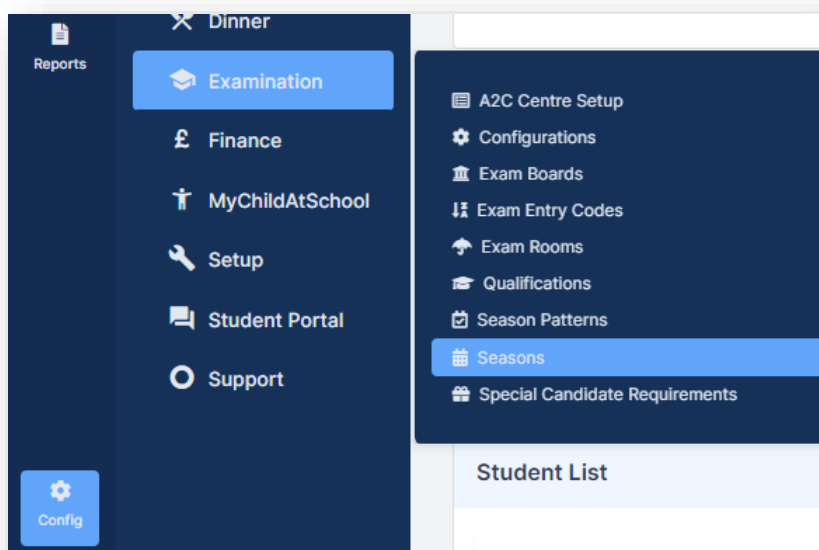 Reports
Config
Dinner
Examination
£ Finance
MyChildAtSchool
Setup
Student Portal
Support
A2C Centre Setup
Configurations
Exam Boards
Exam Entry Codes
Exam Rooms
Qualifications
Season Patterns
Seasons
Special Candidate Requirements
Student List